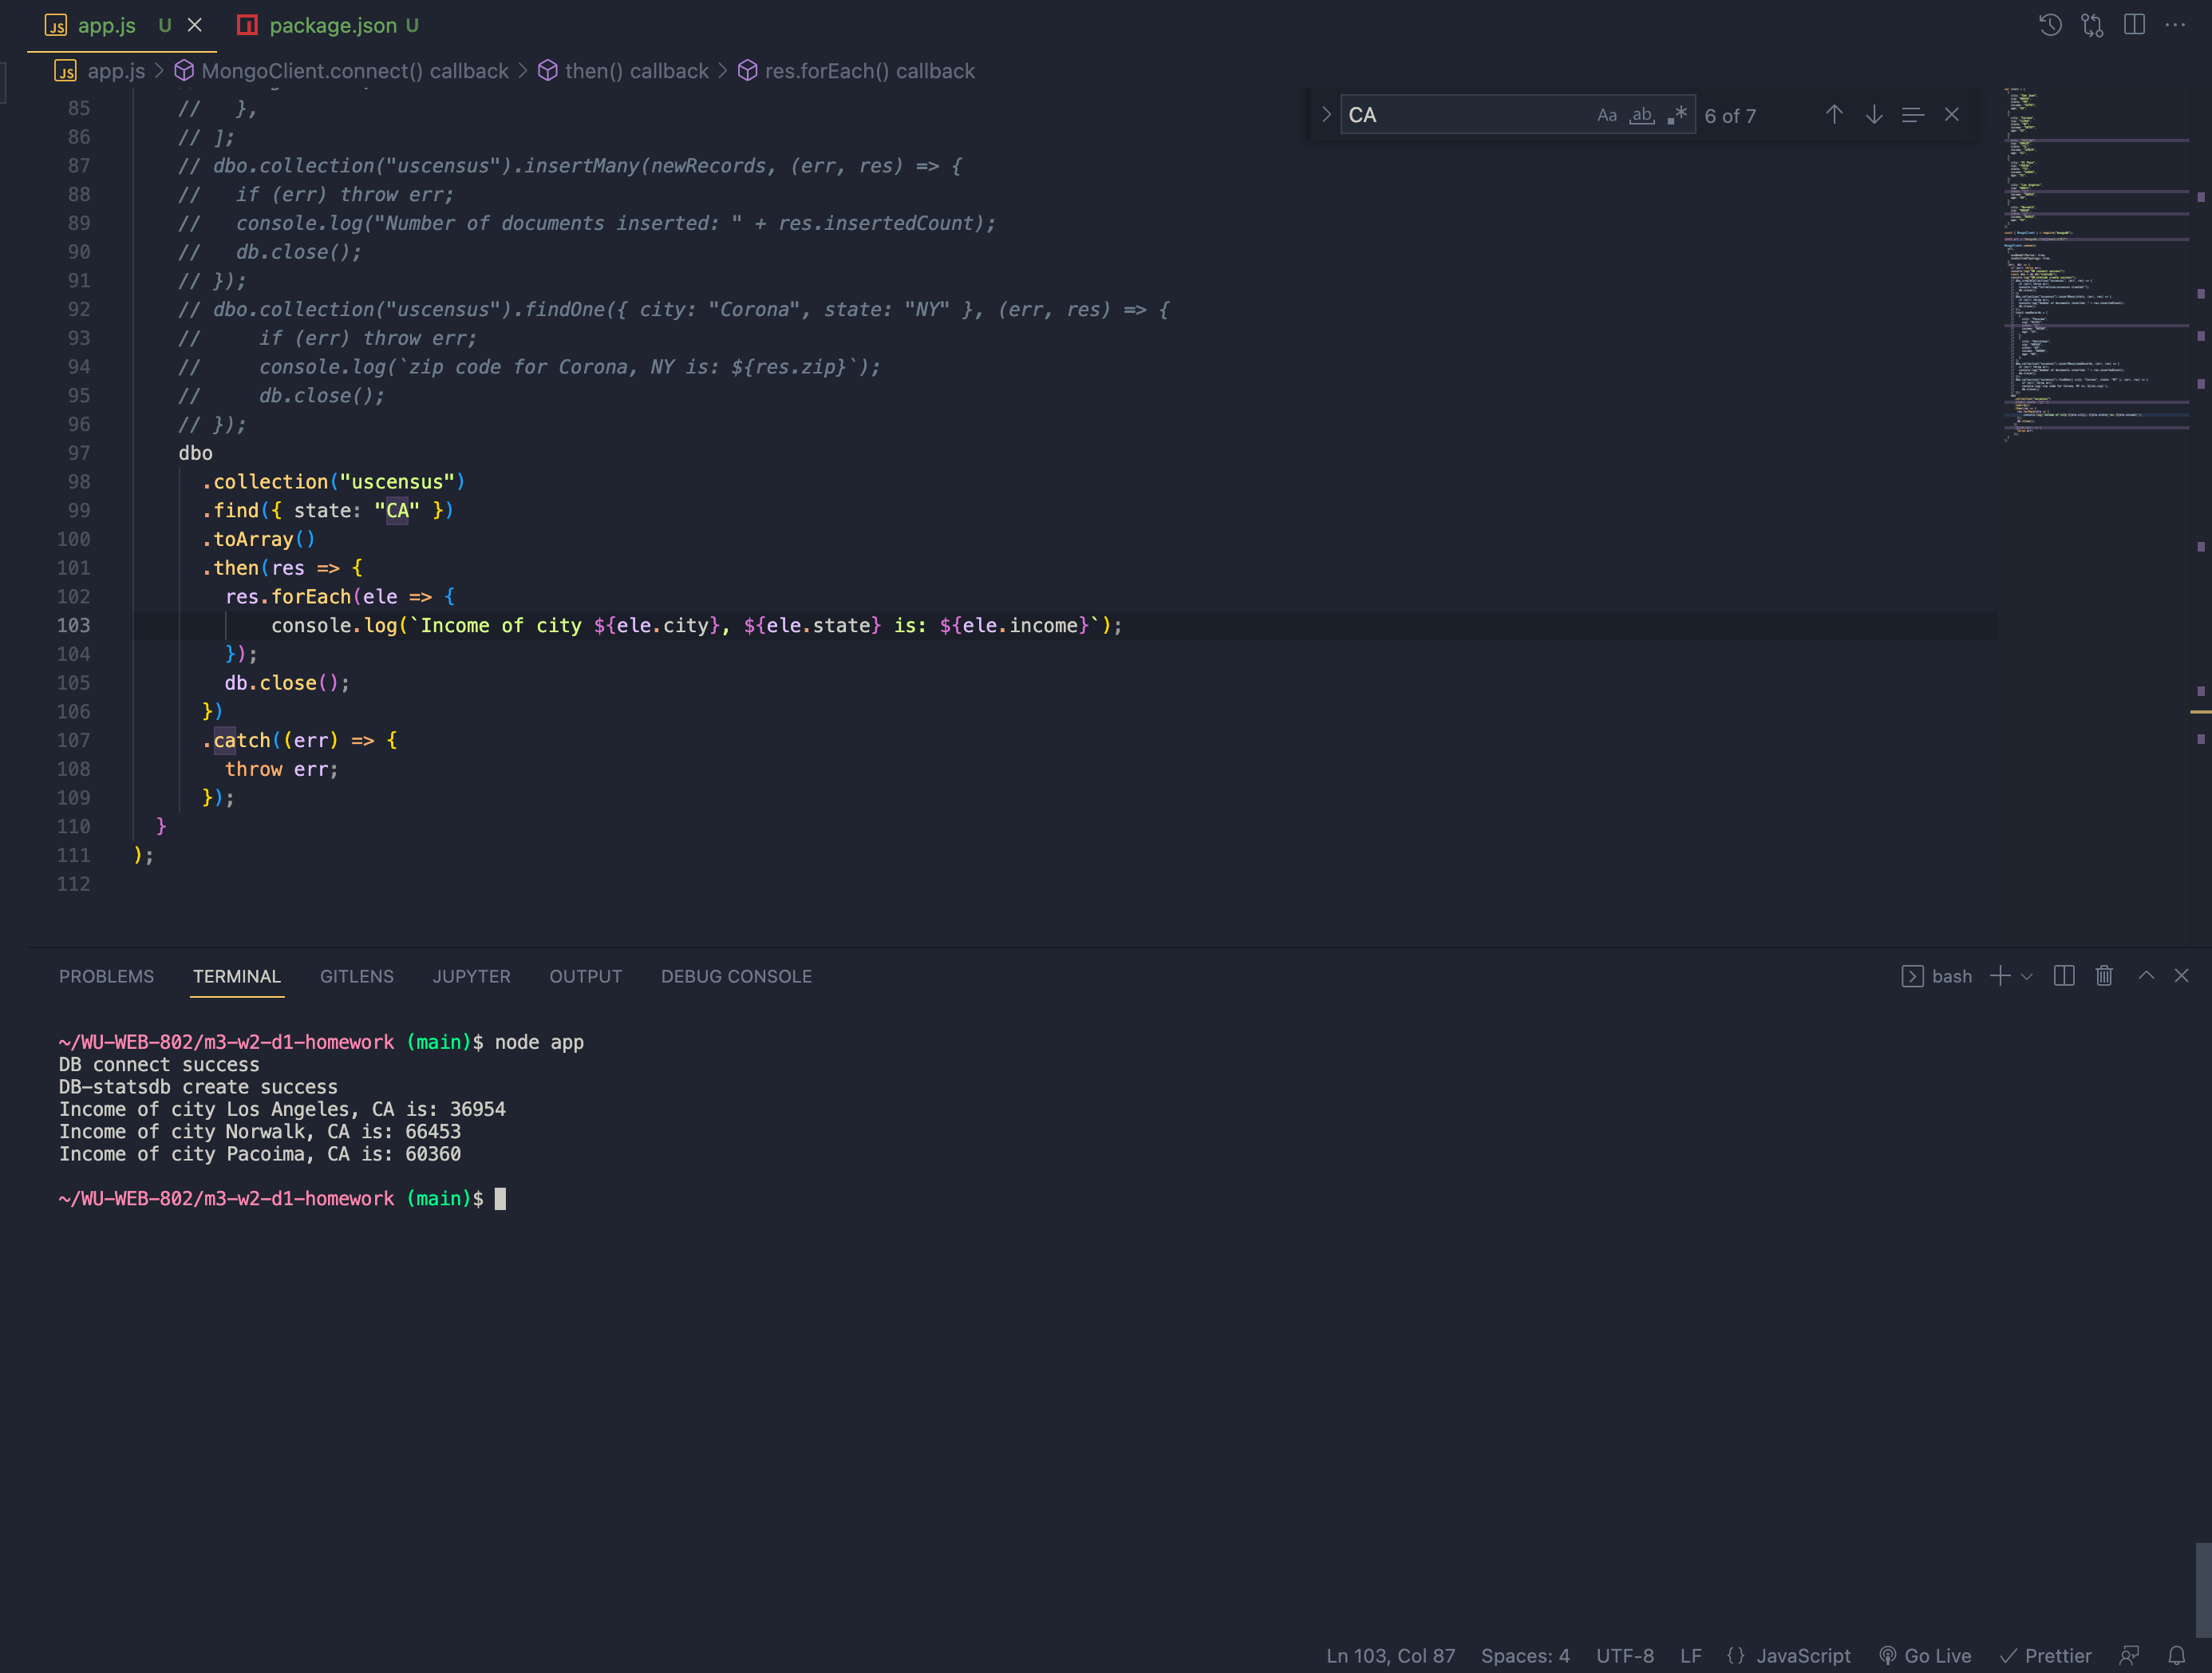 app.js U
package.json U
app.js > MongoClient.connect() callback > then() callback > res.forEach() callback
CA Aa ab 6 of 7
85 //   },
86 // ];
87 // dbo.collection("uscensus").insertMany(newRecords, (err, res) => {
88 //   if (err) throw err;
89 //   console.log("Number of documents inserted: " + res.insertedCount);
90 //   db.close();
91 // });
92 // dbo.collection("uscensus").findOne({ city: "Corona", state: "NY" }, (err, res) => {
93 //     if (err) throw err;
94 //     console.log(`zip code for Corona, NY is: ${res.zip}`);
95 //     db.close();
96 // });
97 dbo
98   .collection("uscensus")
99   .find({ state: "CA" })
100   .toArray()
101   .then(res => {
102     res.forEach(ele => {
103         console.log(`Income of city ${ele.city}, ${ele.state} is: ${ele.income}`);
104     });
105     db.close();
106   })
107   .catch((err) => {
108     throw err;
109   });
110 }
111 );
112
PROBLEMS TERMINAL GITLENS JUPYTER OUTPUT DEBUG CONSOLE bash
~/WU-WEB-802/m3-w2-d1-homework (main)$ node app
DB connect success
DB-statsdb create success
Income of city Los Angeles, CA is: 36954
Income of city Norwalk, CA is: 66453
Income of city Pacoima, CA is: 60360
~/WU-WEB-802/m3-w2-d1-homework (main)$
Ln 103, Col 87 Spaces: 4 UTF-8 LF {} JavaScript Go Live Prettier